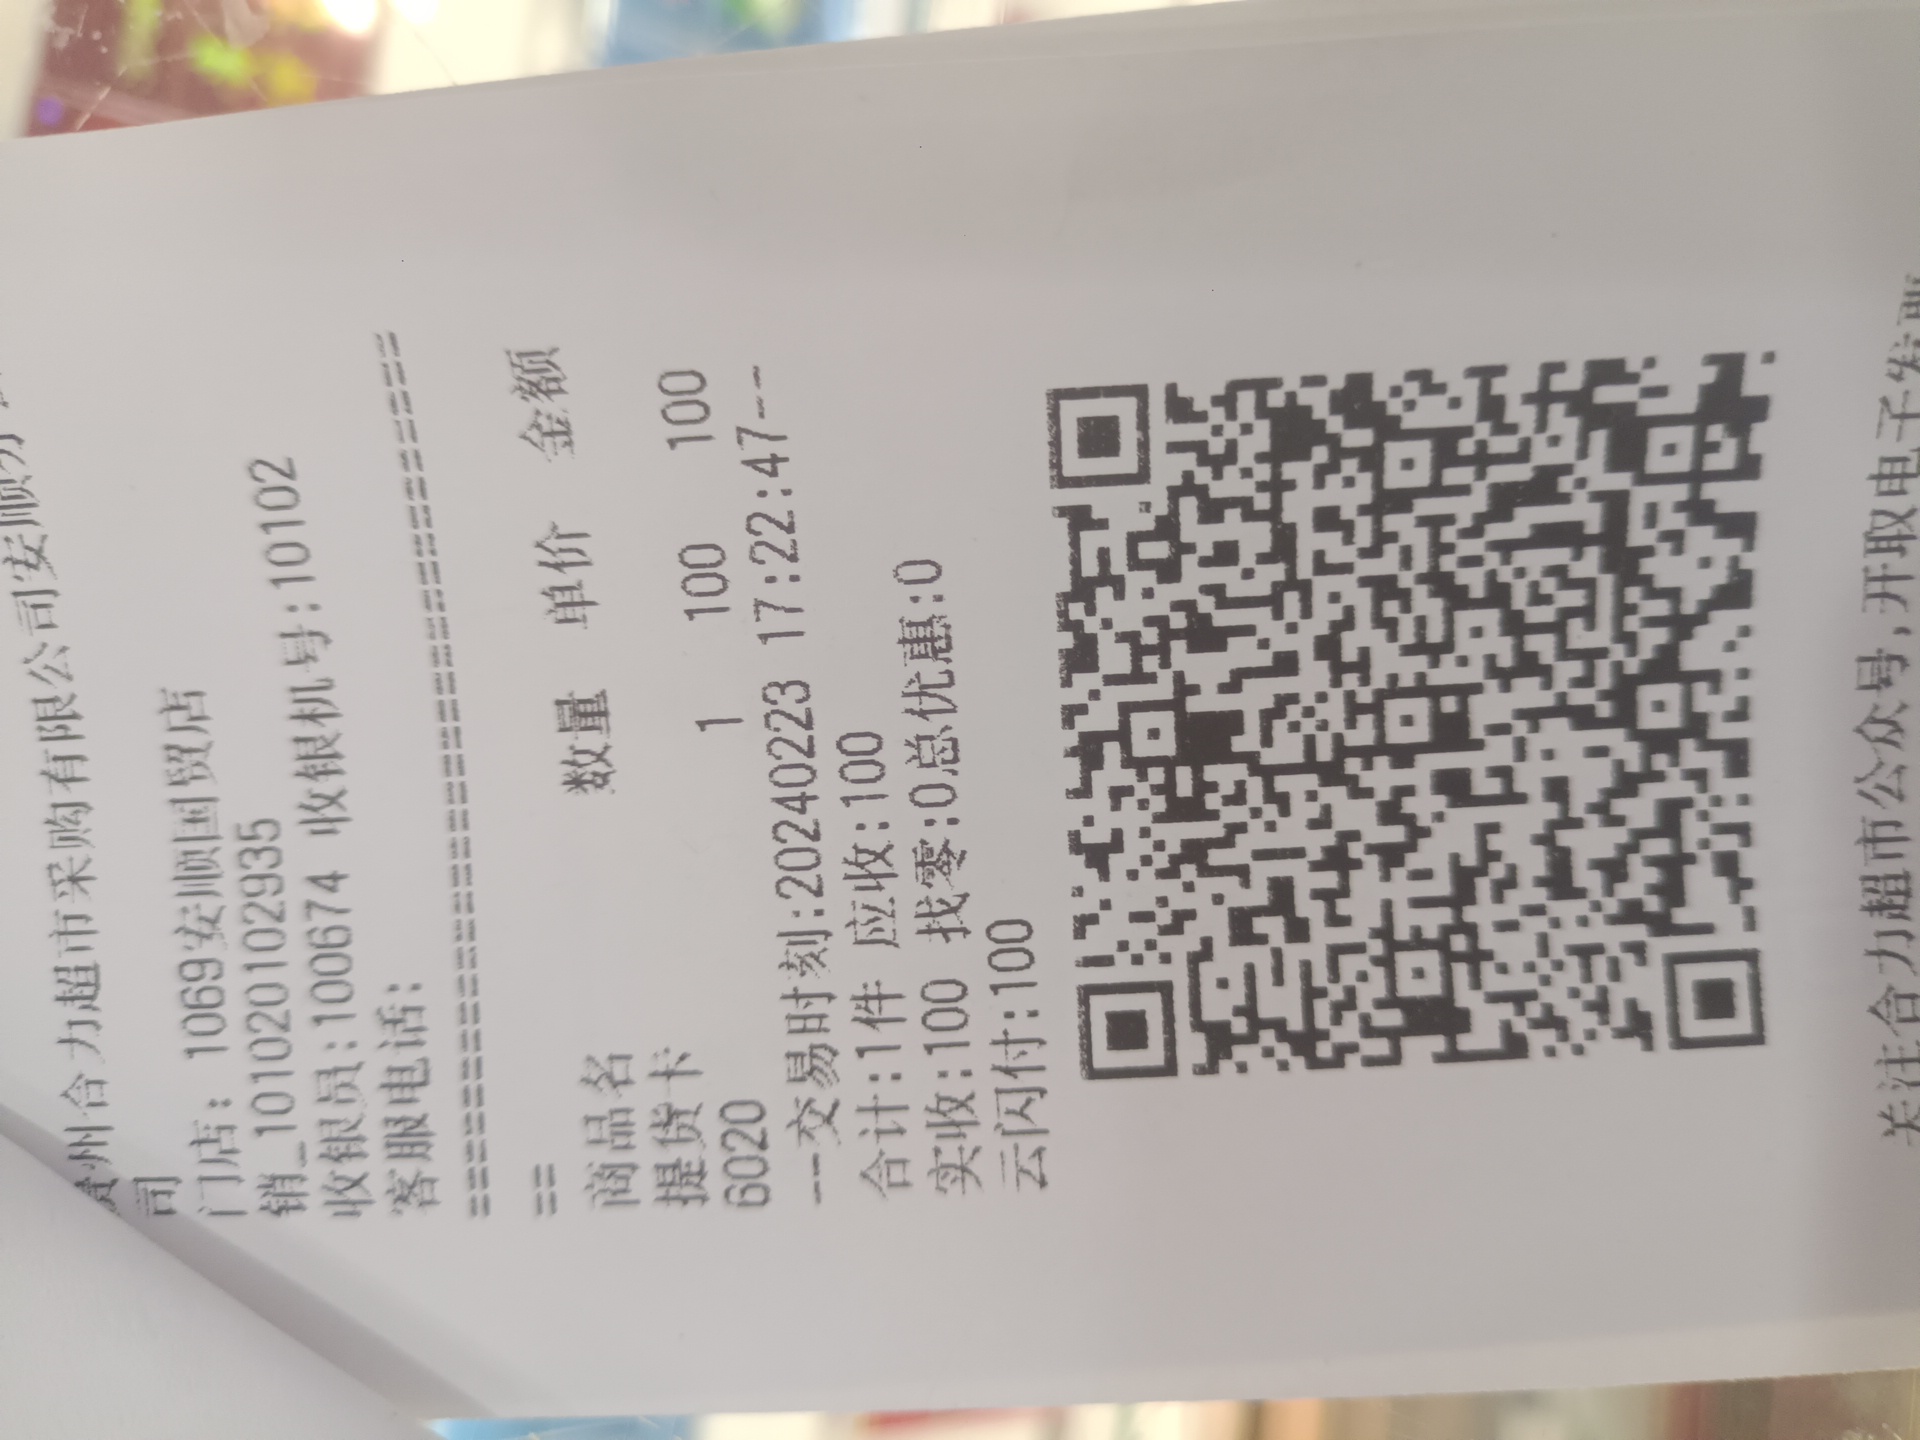 贵州合力超市采购有限公司安顺分
司
门店: 1069安顺国贸店
销_1010201029​35
收银员:100674 收银机号:10102
客服电话:
==
商品名 数量 单价 金额
提货卡 1 100 100
6020
--交易时刻:20240223 17:22:47--
合计:1件 应收:100
实收:100 找零:0总优惠:0
云闪付:100
关注合力超市公众号,开取电子发票